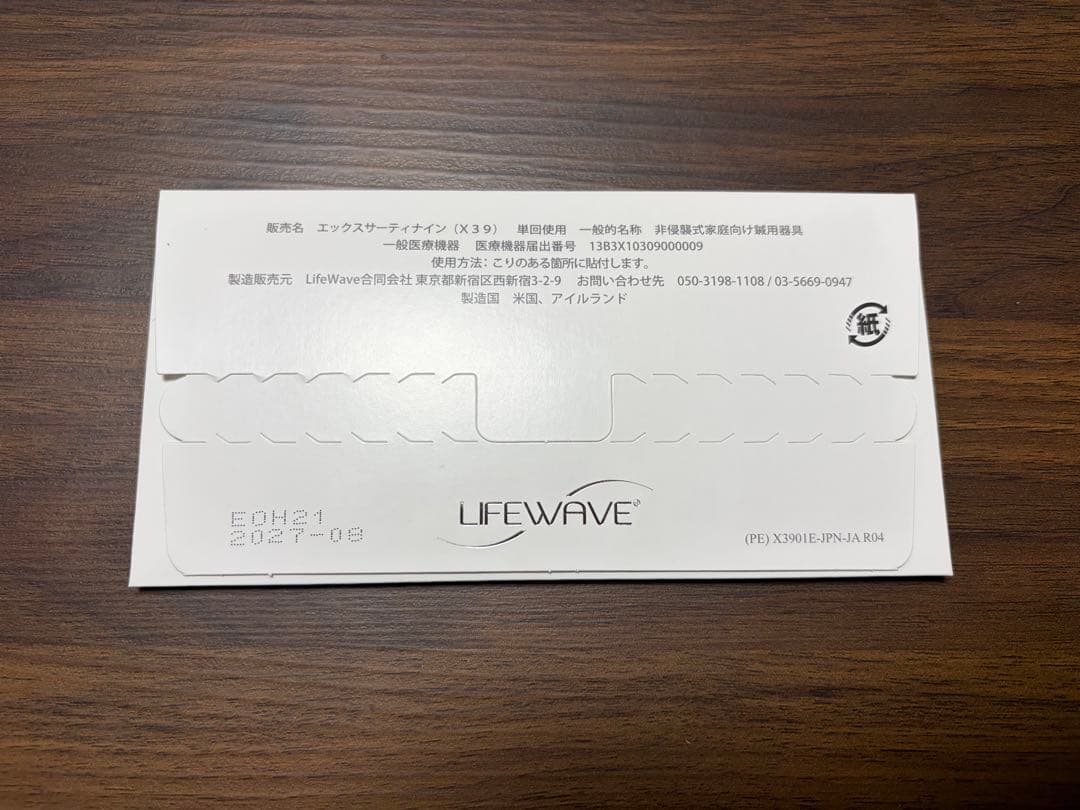 販売名 エックスサーティナイン（X39） 単回使用 一般的名称 非侵襲式家庭向け鍼用器具
一般医療機器 医療機器届出番号 13B3X10309000009
使用方法：こりのある箇所に貼付します。
製造販売元 LifeWave合同会社 東京都新宿区西新宿3-2-9 お問い合わせ先 050-3198-1108 / 03-5669-0947
製造国 米国、アイルランド
紙
LIFEWAVE®
EOH21
2027-08
(PE) X3901E-JPN-JA R04